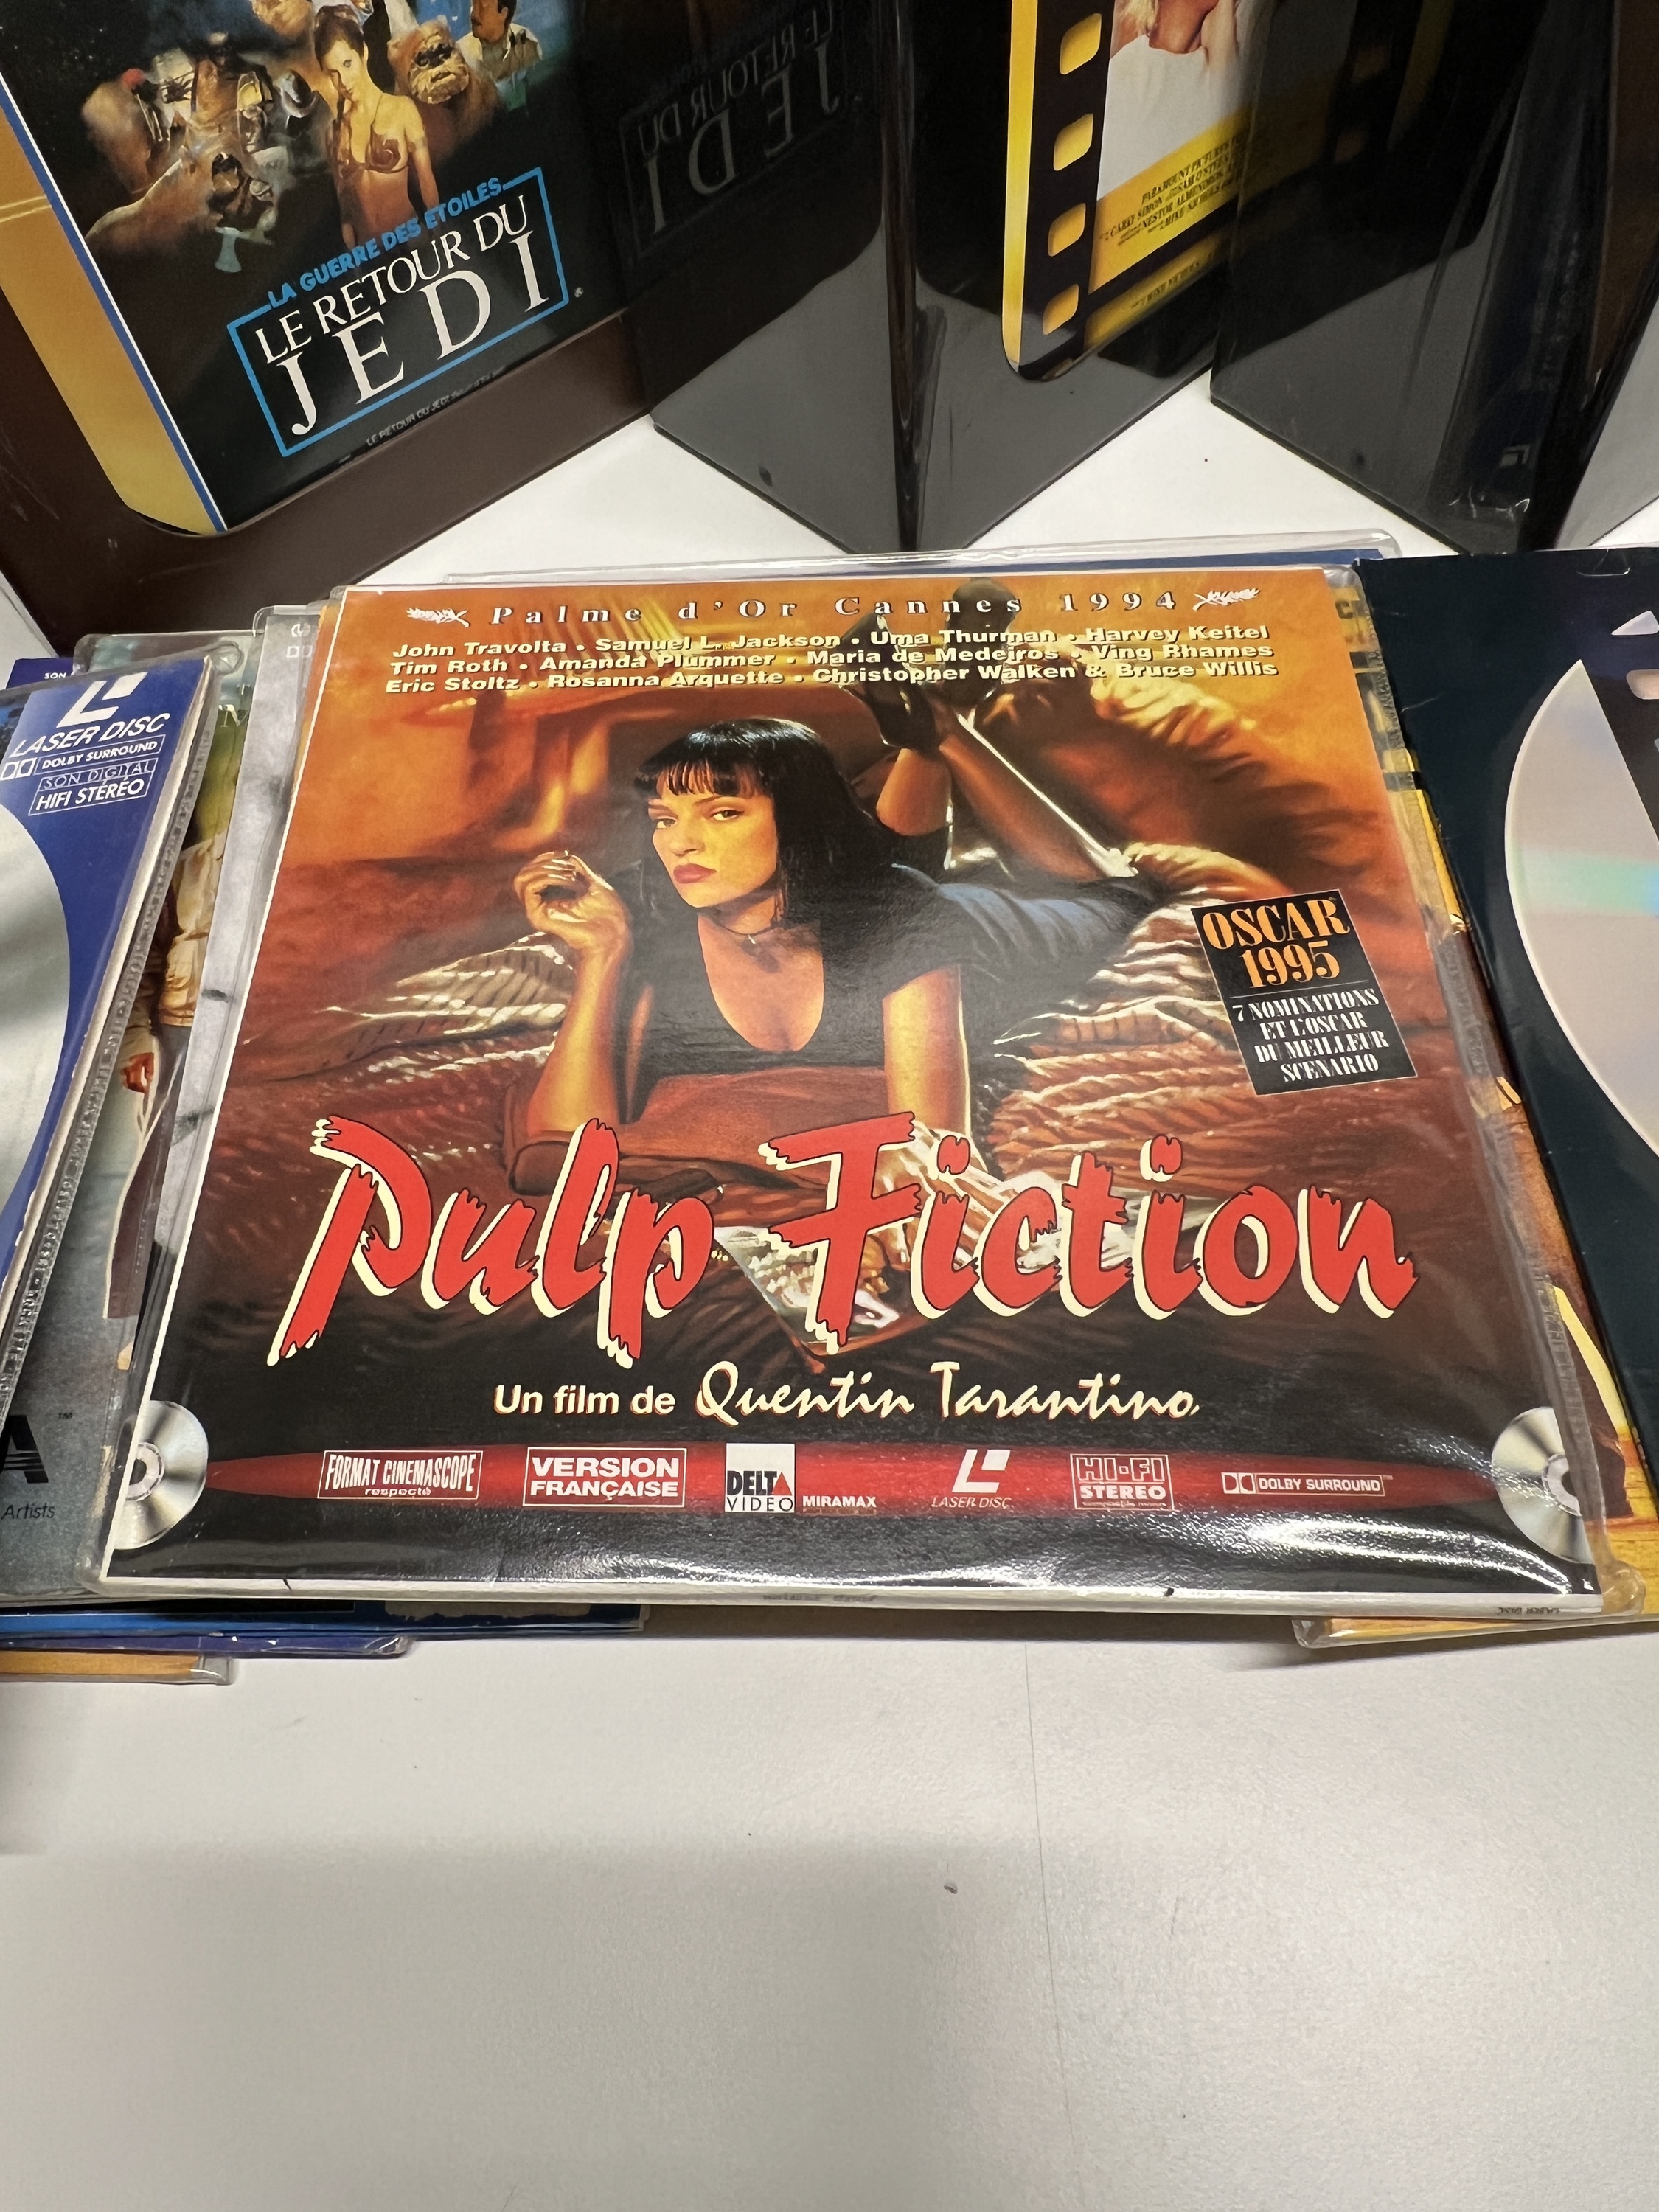 LA GUERRE DES ETOILES
LE RETOUR DU
JEDI
PARAMOUNT PICTURES
Palme d'Or Cannes 1994
John Travolta • Samuel L. Jackson • Uma Thurman • Harvey Keitel
Tim Roth • Amanda Plummer • Maria de Medeiros • Ving Rhames
Eric Stoltz • Rosanna Arquette • Christopher Walken & Bruce Willis
OSCAR
1995
7 NOMINATIONS
ET L'OSCAR
DU MEILLEUR
SCENARIO
Pulp Fiction
Un film de Quentin Tarantino
FORMAT CINEMASCOPE
respecté
VERSION
FRANÇAISE
DELTA
VIDEO
MIRAMAX
LASER DISC
HI-FI
STEREO
DOLBY SURROUND
LASER DISC
DOLBY SURROUND
SON DIGITAL
HIFI STÉRÉO
A
Artists